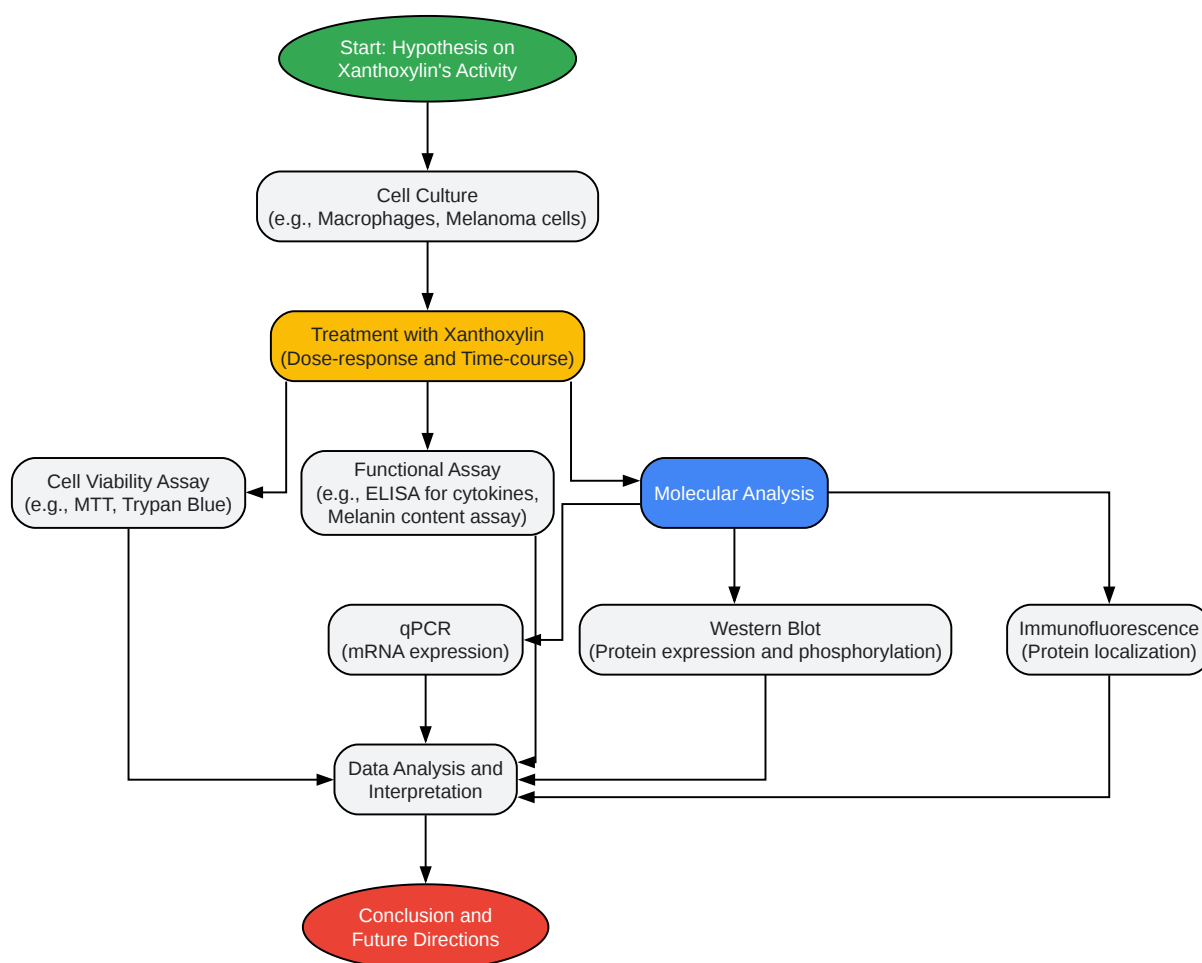 Start: Hypothesis on
Xanthoxylin's Activity
Cell Culture
(e.g., Macrophages, Melanoma cells)
Treatment with Xanthoxylin
(Dose-response and Time-course)
Cell Viability Assay
(e.g., MTT, Trypan Blue)
Functional Assay
(e.g., ELISA for cytokines,
Melanin content assay)
Molecular Analysis
qPCR
(mRNA expression)
Western Blot
(Protein expression and phosphorylation)
Immunofluorescence
(Protein localization)
Data Analysis and
Interpretation
Conclusion and
Future Directions